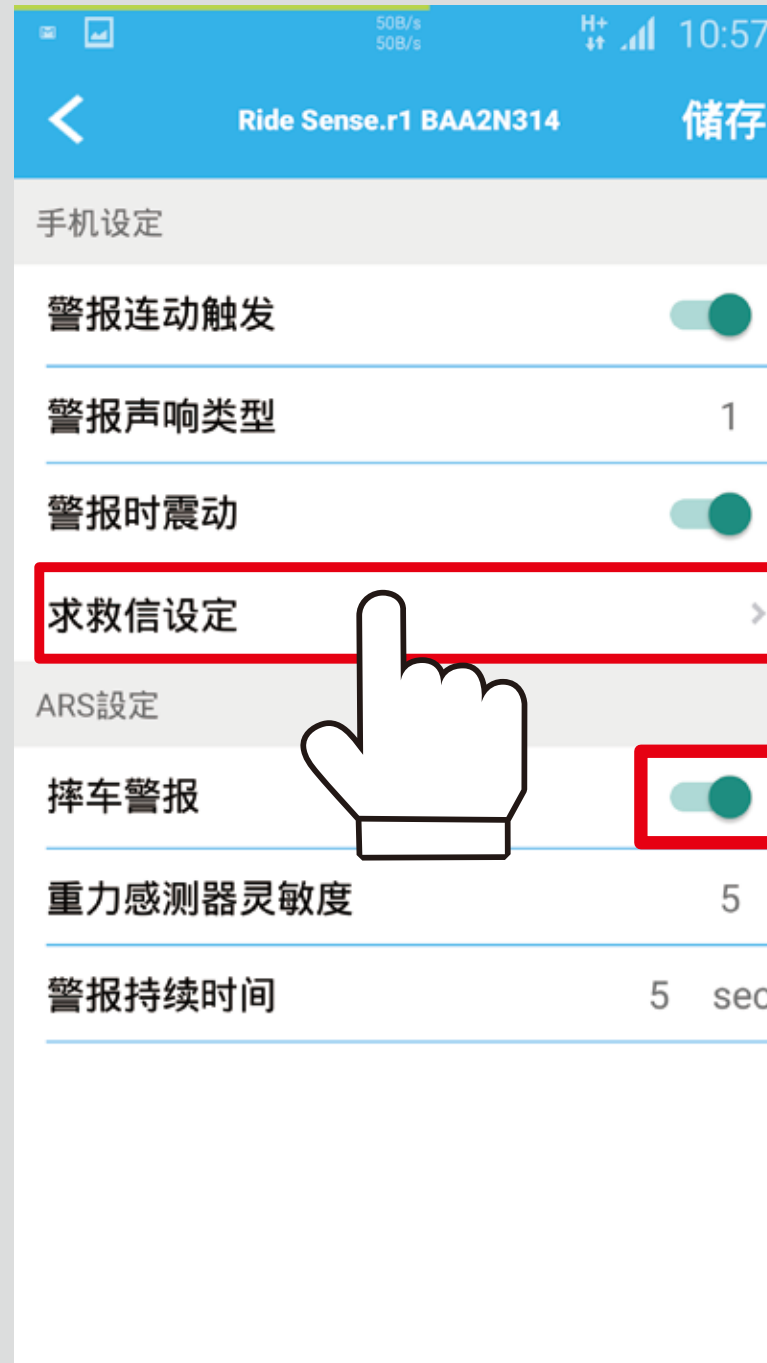 50B/s
50B/s
H+
10:57
Ride Sense.r1 BAA2N314
储存
手机设定
警报连动触发
警报声响类型 1
警报时震动
求救信设定
ARS設定
摔车警报
重力感测器灵敏度 5
警报持续时间 5 sec